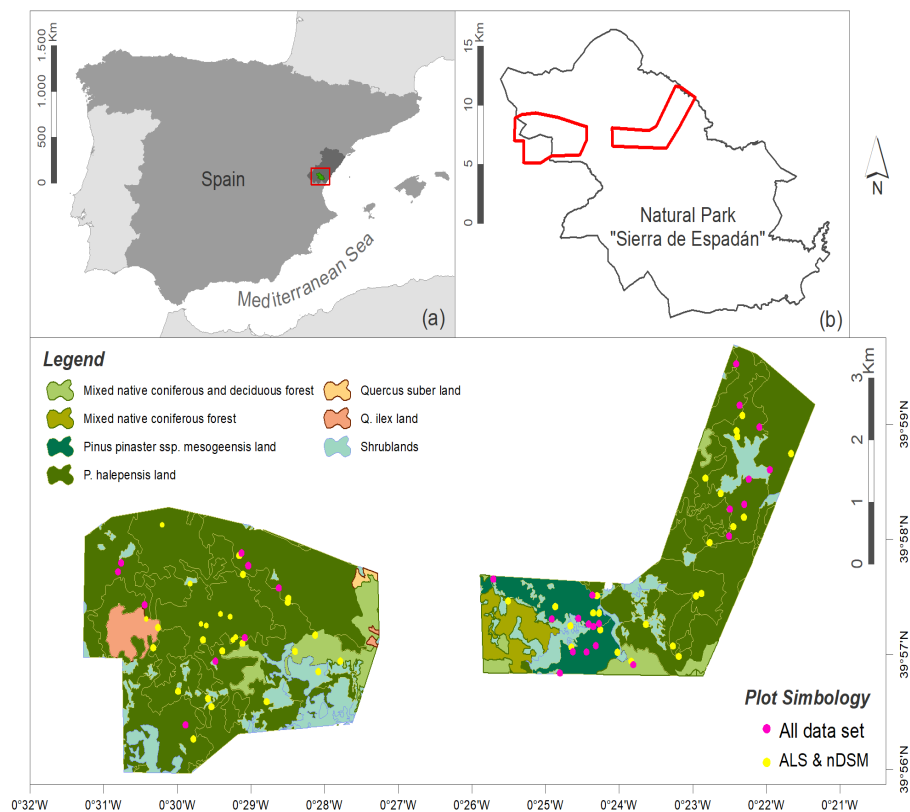 1.500
Km
1.000
500
0
Spain
Mediterranean Sea
(a)
15
Km
10
5
0
Natural Park
"Sierra de Espadán"
(b)
N
Legend
Mixed native coniferous and deciduous forest
Mixed native coniferous forest
Pinus pinaster ssp. mesogeensis land
P. halepensis land
Quercus suber land
Q. ilex land
Shrublands
3
Km
2
1
0
39°59'N
39°58'N
39°57'N
39°56'N
Plot Simbology
All data set
ALS & nDSM
0°32'W 0°31'W 0°30'W 0°29'W 0°28'W 0°27'W 0°26'W 0°25'W 0°24'W 0°23'W 0°22'W 0°21'W